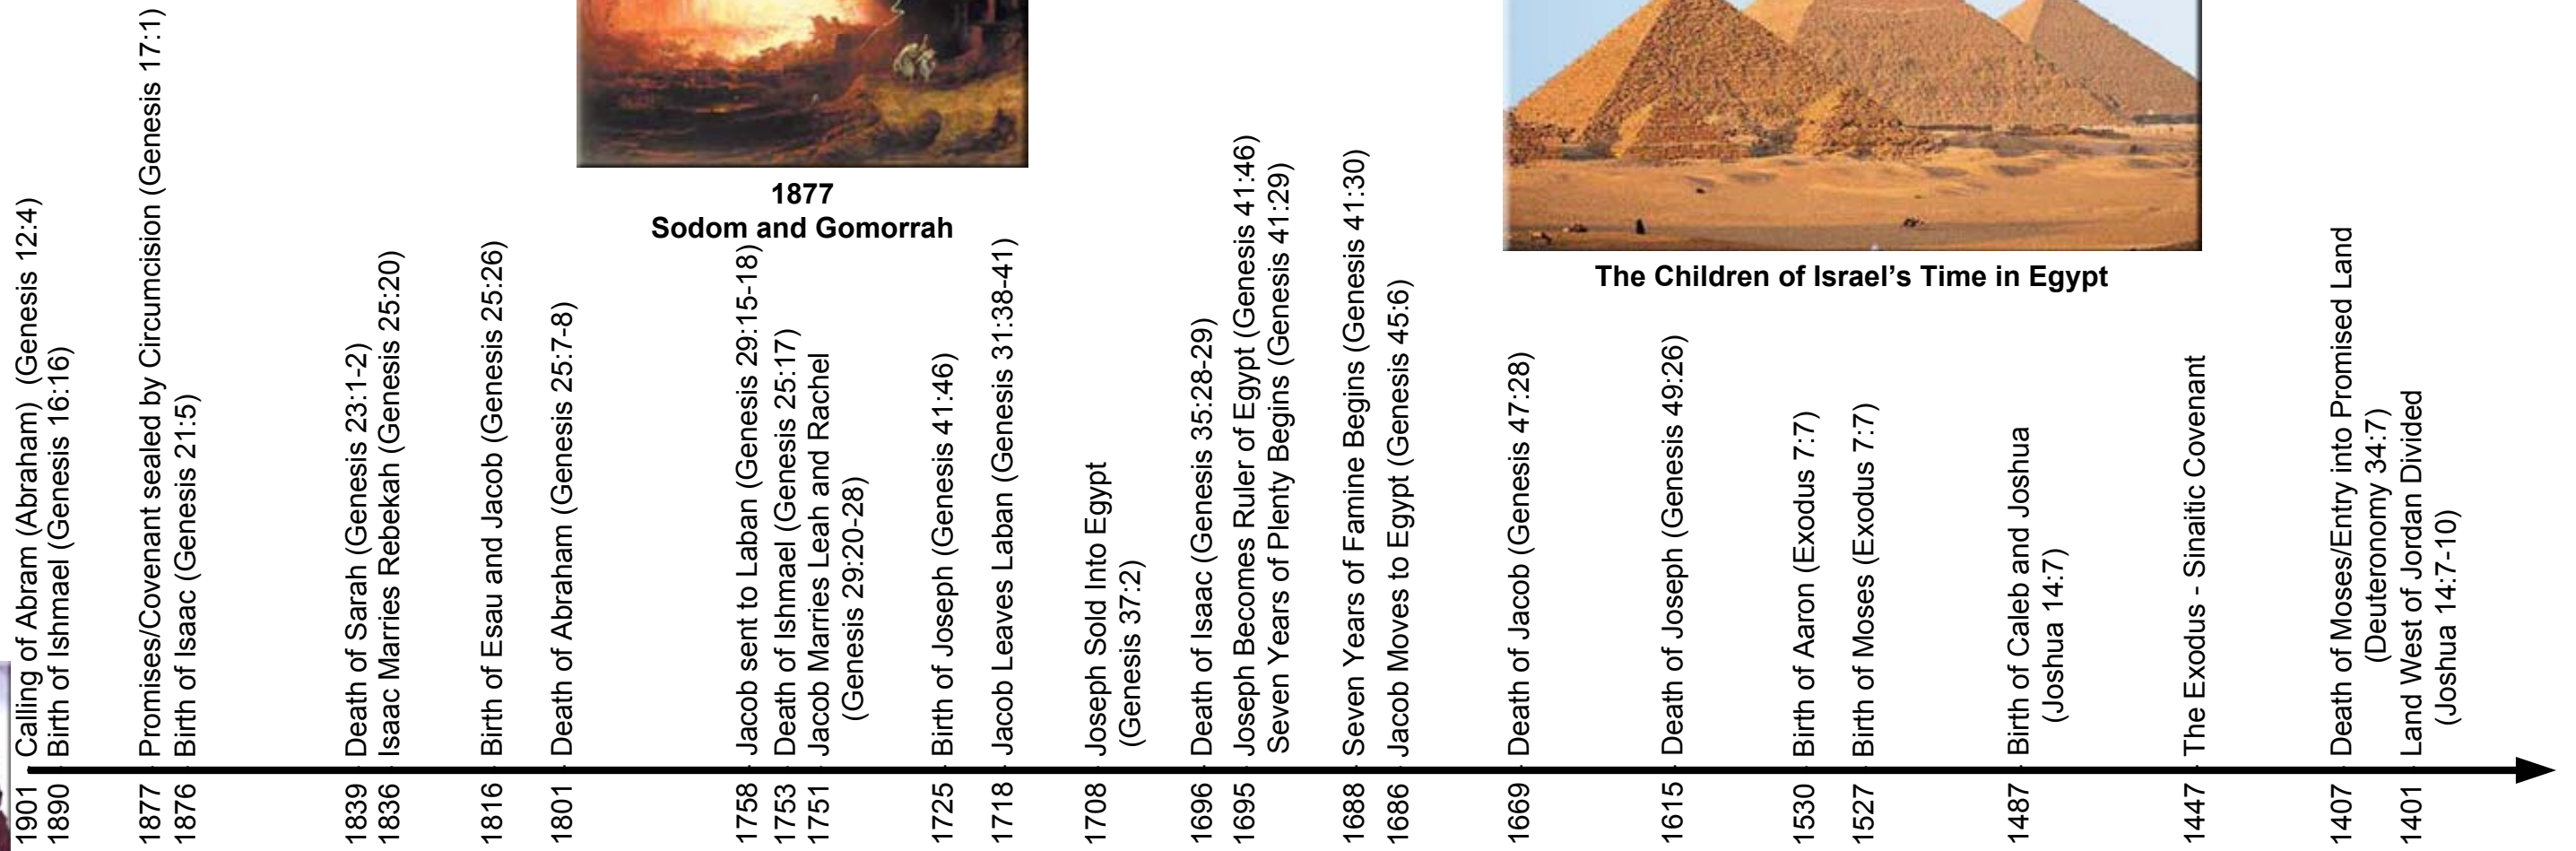 1877
Sodom and Gomorrah
The Children of Israel’s Time in Egypt
Calling of Abram (Abraham)  (Genesis 12:4)
Birth of Ishmael (Genesis 16:16)
Promises/Covenant sealed by Circumcision (Genesis 17:1)
Birth of Isaac (Genesis 21:5)
Death of Sarah (Genesis 23:1-2)
Isaac Marries Rebekah (Genesis 25:20)
Birth of Esau and Jacob (Genesis 25:26)
Death of Abraham (Genesis 25:7-8)
Jacob sent to Laban (Genesis 29:15-18)
Death of Ishmael (Genesis 25:17)
Jacob Marries Leah and Rachel
(Genesis 29:20-28)
Birth of Joseph (Genesis 41:46)
Jacob Leaves Laban (Genesis 31:38-41)
Joseph Sold Into Egypt
(Genesis 37:2)
Death of Isaac (Genesis 35:28-29)
Joseph Becomes Ruler of Egypt (Genesis 41:46)
Seven Years of Plenty Begins (Genesis 41:29)
Seven Years of Famine Begins (Genesis 41:30)
Jacob Moves to Egypt (Genesis 45:6)
Death of Jacob (Genesis 47:28)
Death of Joseph (Genesis 49:26)
Birth of Aaron (Exodus 7:7)
Birth of Moses (Exodus 7:7)
Birth of Caleb and Joshua
(Joshua 14:7)
The Exodus - Sinaitic Covenant
Death of Moses/Entry into Promised Land
(Deuteronomy 34:7)
Land West of Jordan Divided
(Joshua 14:7-10)
1901
1890
1877
1876
1839
1836
1816
1801
1758
1753
1751
1725
1718
1708
1696
1695
1688
1686
1669
1615
1530
1527
1487
1447
1407
1401